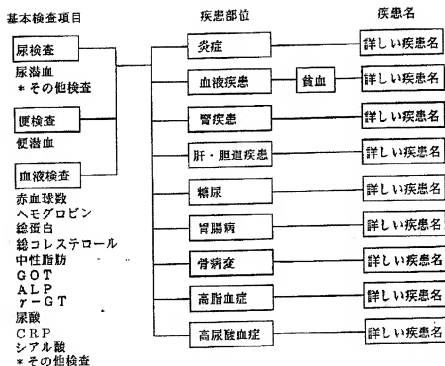 基本検査項目
尿検査
尿潜血
*その他検査
便検査
便潜血
血液検査
赤血球数
ヘモグロビン
総蛋白
総コレステロール
中性脂肪
GOT
ALP
γ-GT
尿酸
CRP
シアル酸
*その他検査
疾患部位
疾患名
炎症
詳しい疾患名
血液疾患
貧血
詳しい疾患名
腎疾患
詳しい疾患名
肝・胆道疾患
詳しい疾患名
糖尿
詳しい疾患名
胃腸病
詳しい疾患名
骨病変
詳しい疾患名
高脂血症
詳しい疾患名
高尿酸血症
詳しい疾患名